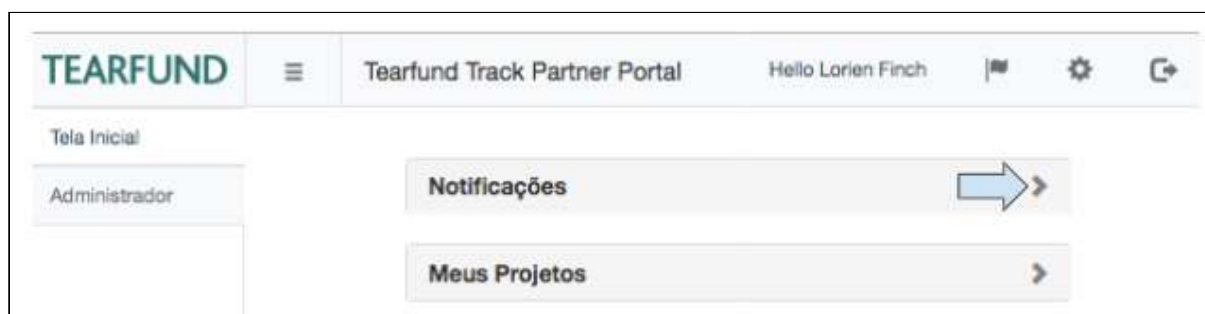 TEARFUND
Tearfund Track Partner Portal
Hello Lorien Finch
Tela Inicial
Administrador
Notificações
Meus Projetos